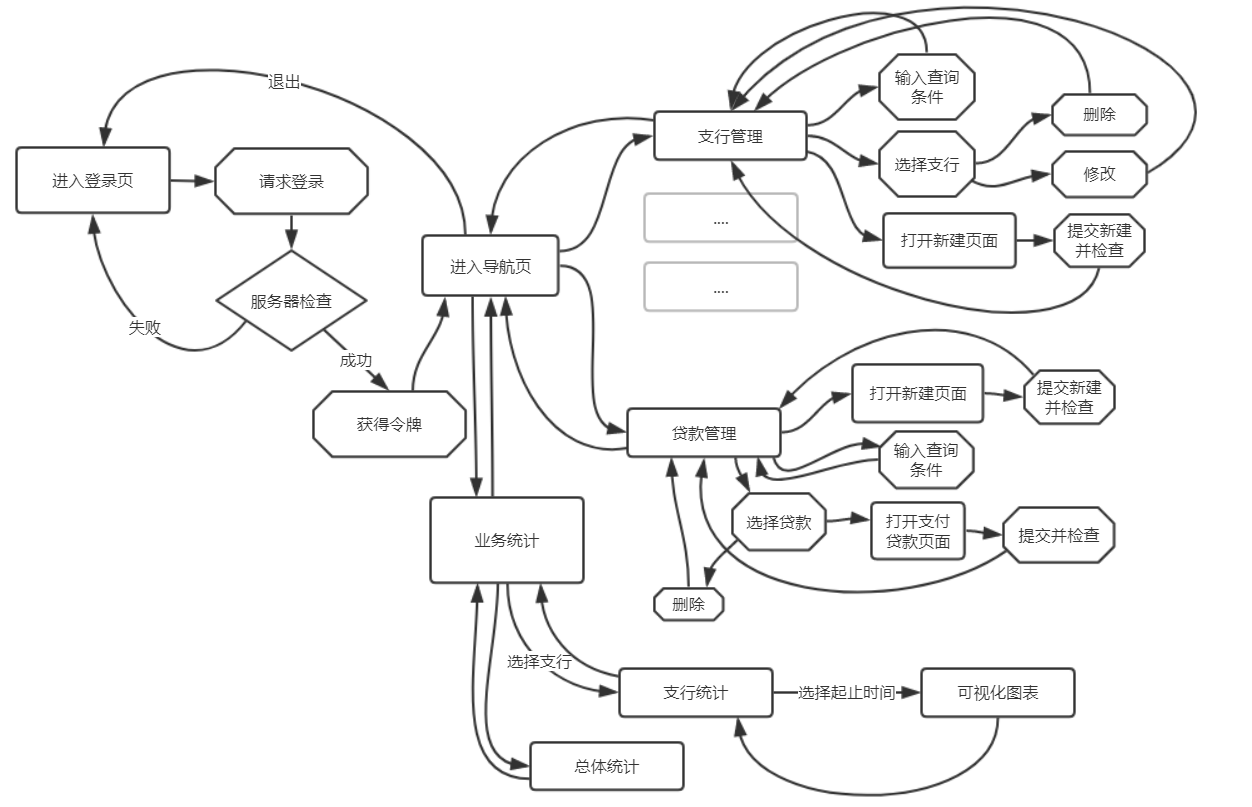 退出
进入登录页
请求登录
服务器检查
失败
成功
获得令牌
进入导航页
支行管理
输入查询
条件
选择支行
删除
修改
打开新建页面
提交新建
并检查
....
....
贷款管理
打开新建页面
提交新建
并检查
输入查询
条件
选择贷款
打开支付
贷款页面
提交并检查
删除
业务统计
选择支行
支行统计
选择起止时间
可视化图表
总体统计